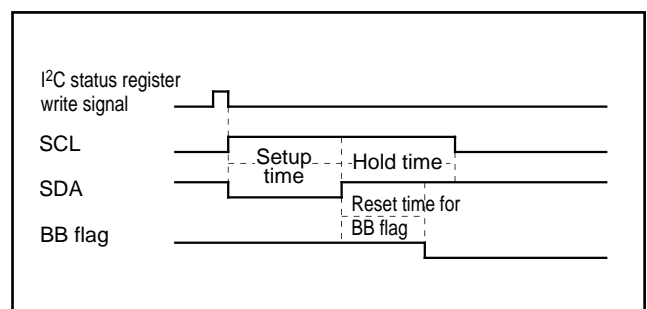 I²C status register
write signal
SCL
Setup
time
Hold time
SDA
Reset time for
BB flag
BB flag